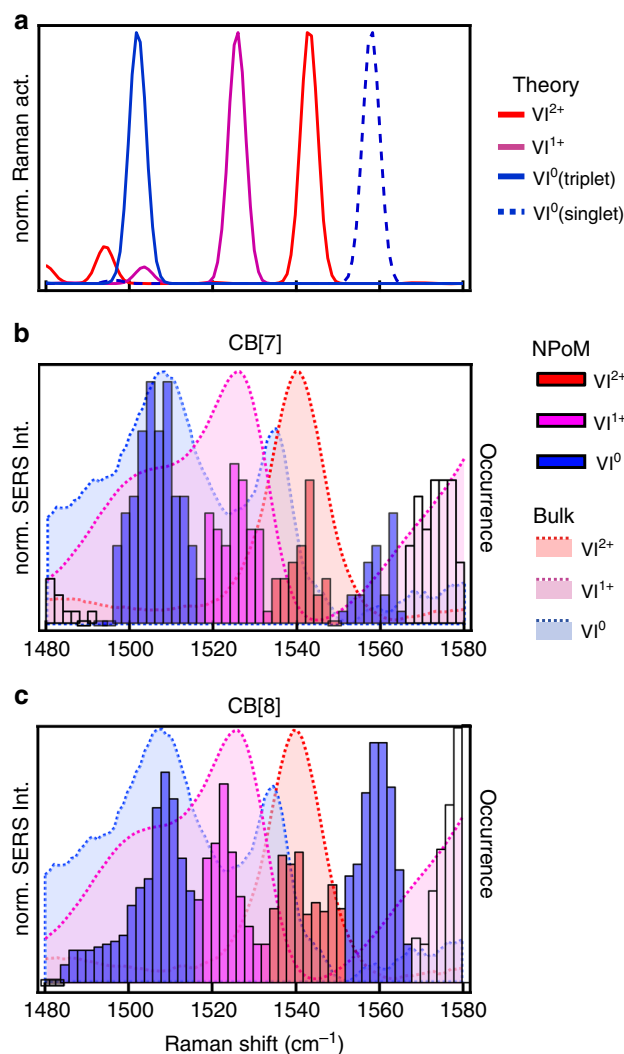 a
norm. Raman act.
Theory
VI²⁺
VI¹⁺
VI⁰(triplet)
VI⁰(singlet)
b
CB[7]
norm. SERS Int.
Occurrence
1480 1500 1520 1540 1560 1580
NPoM
VI²⁺
VI¹⁺
VI⁰
Bulk
VI²⁺
VI¹⁺
VI⁰
c
CB[8]
norm. SERS Int.
Occurrence
1480 1500 1520 1540 1560 1580
Raman shift (cm⁻¹)